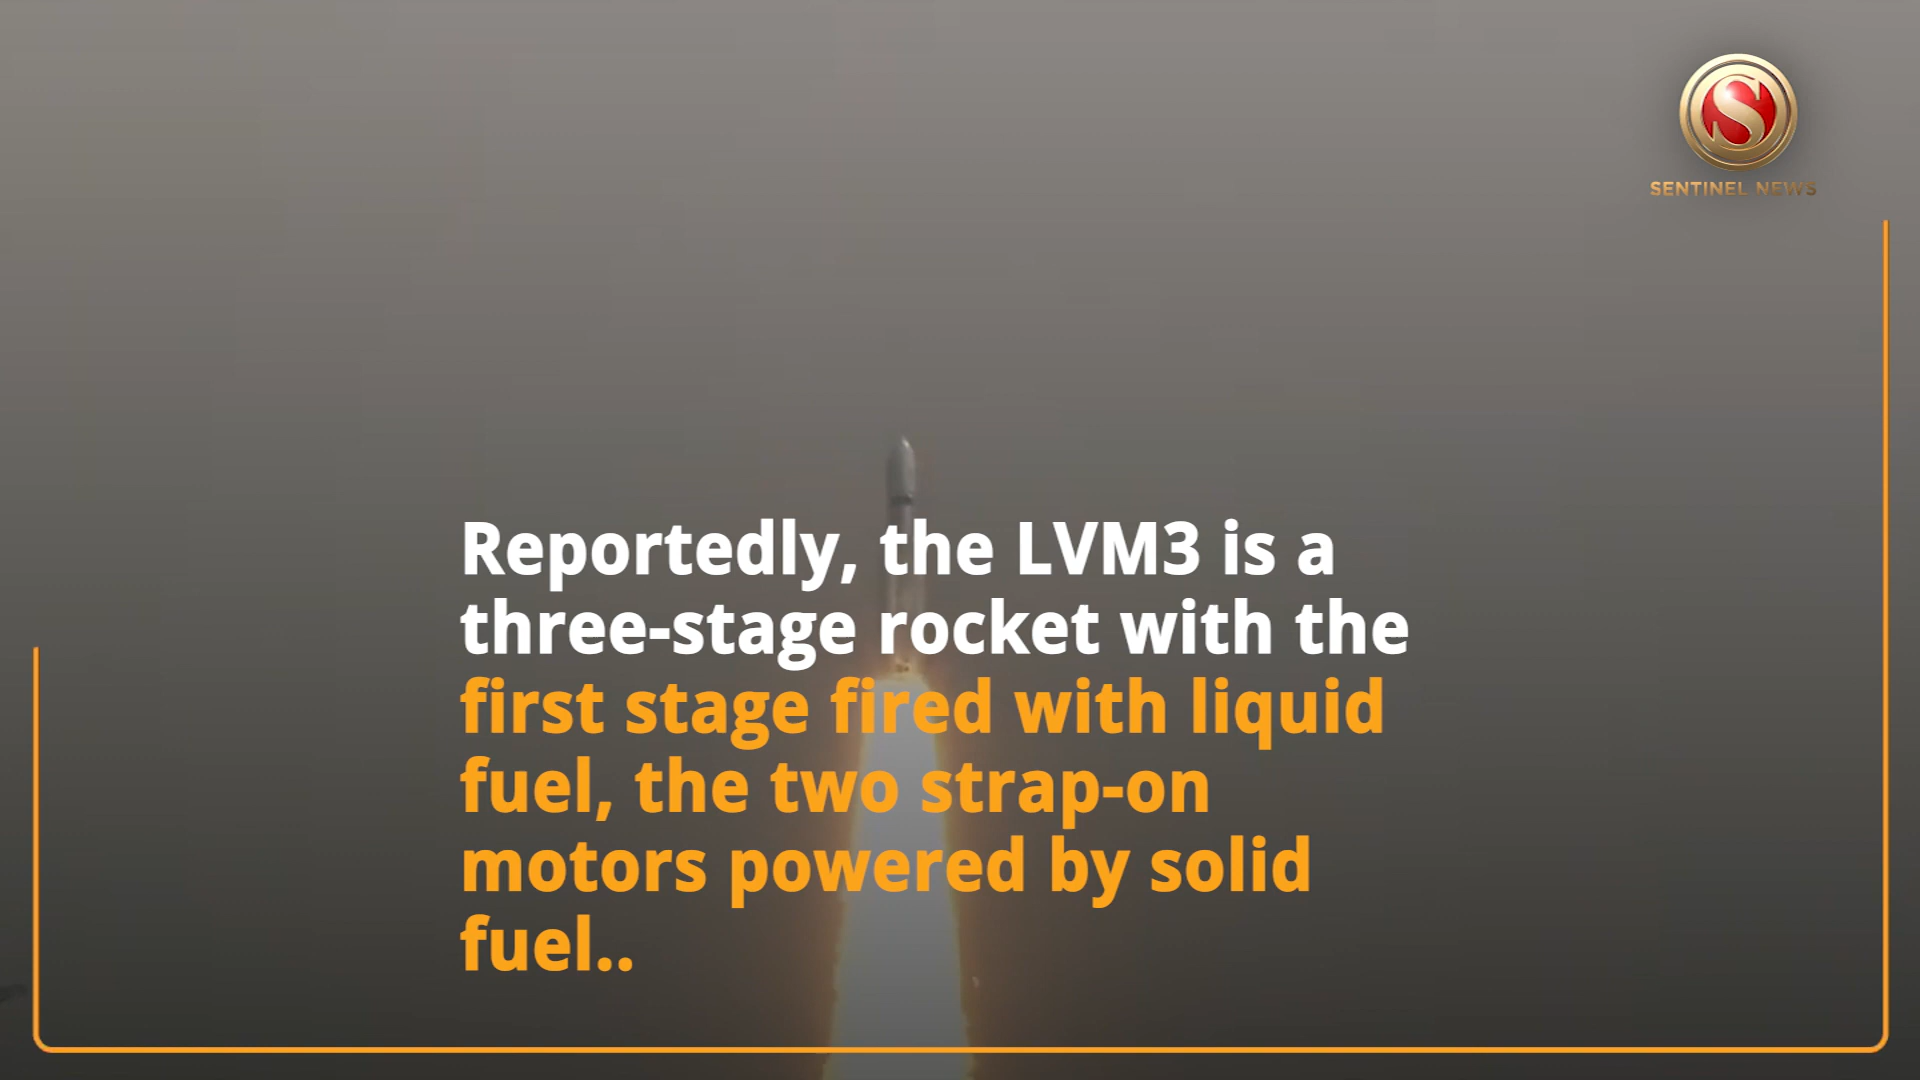 SENTINEL NEWS
Reportedly, the LVM3 is a
three-stage rocket with the
first stage fired with liquid
fuel, the two strap-on
motors powered by solid
fuel..